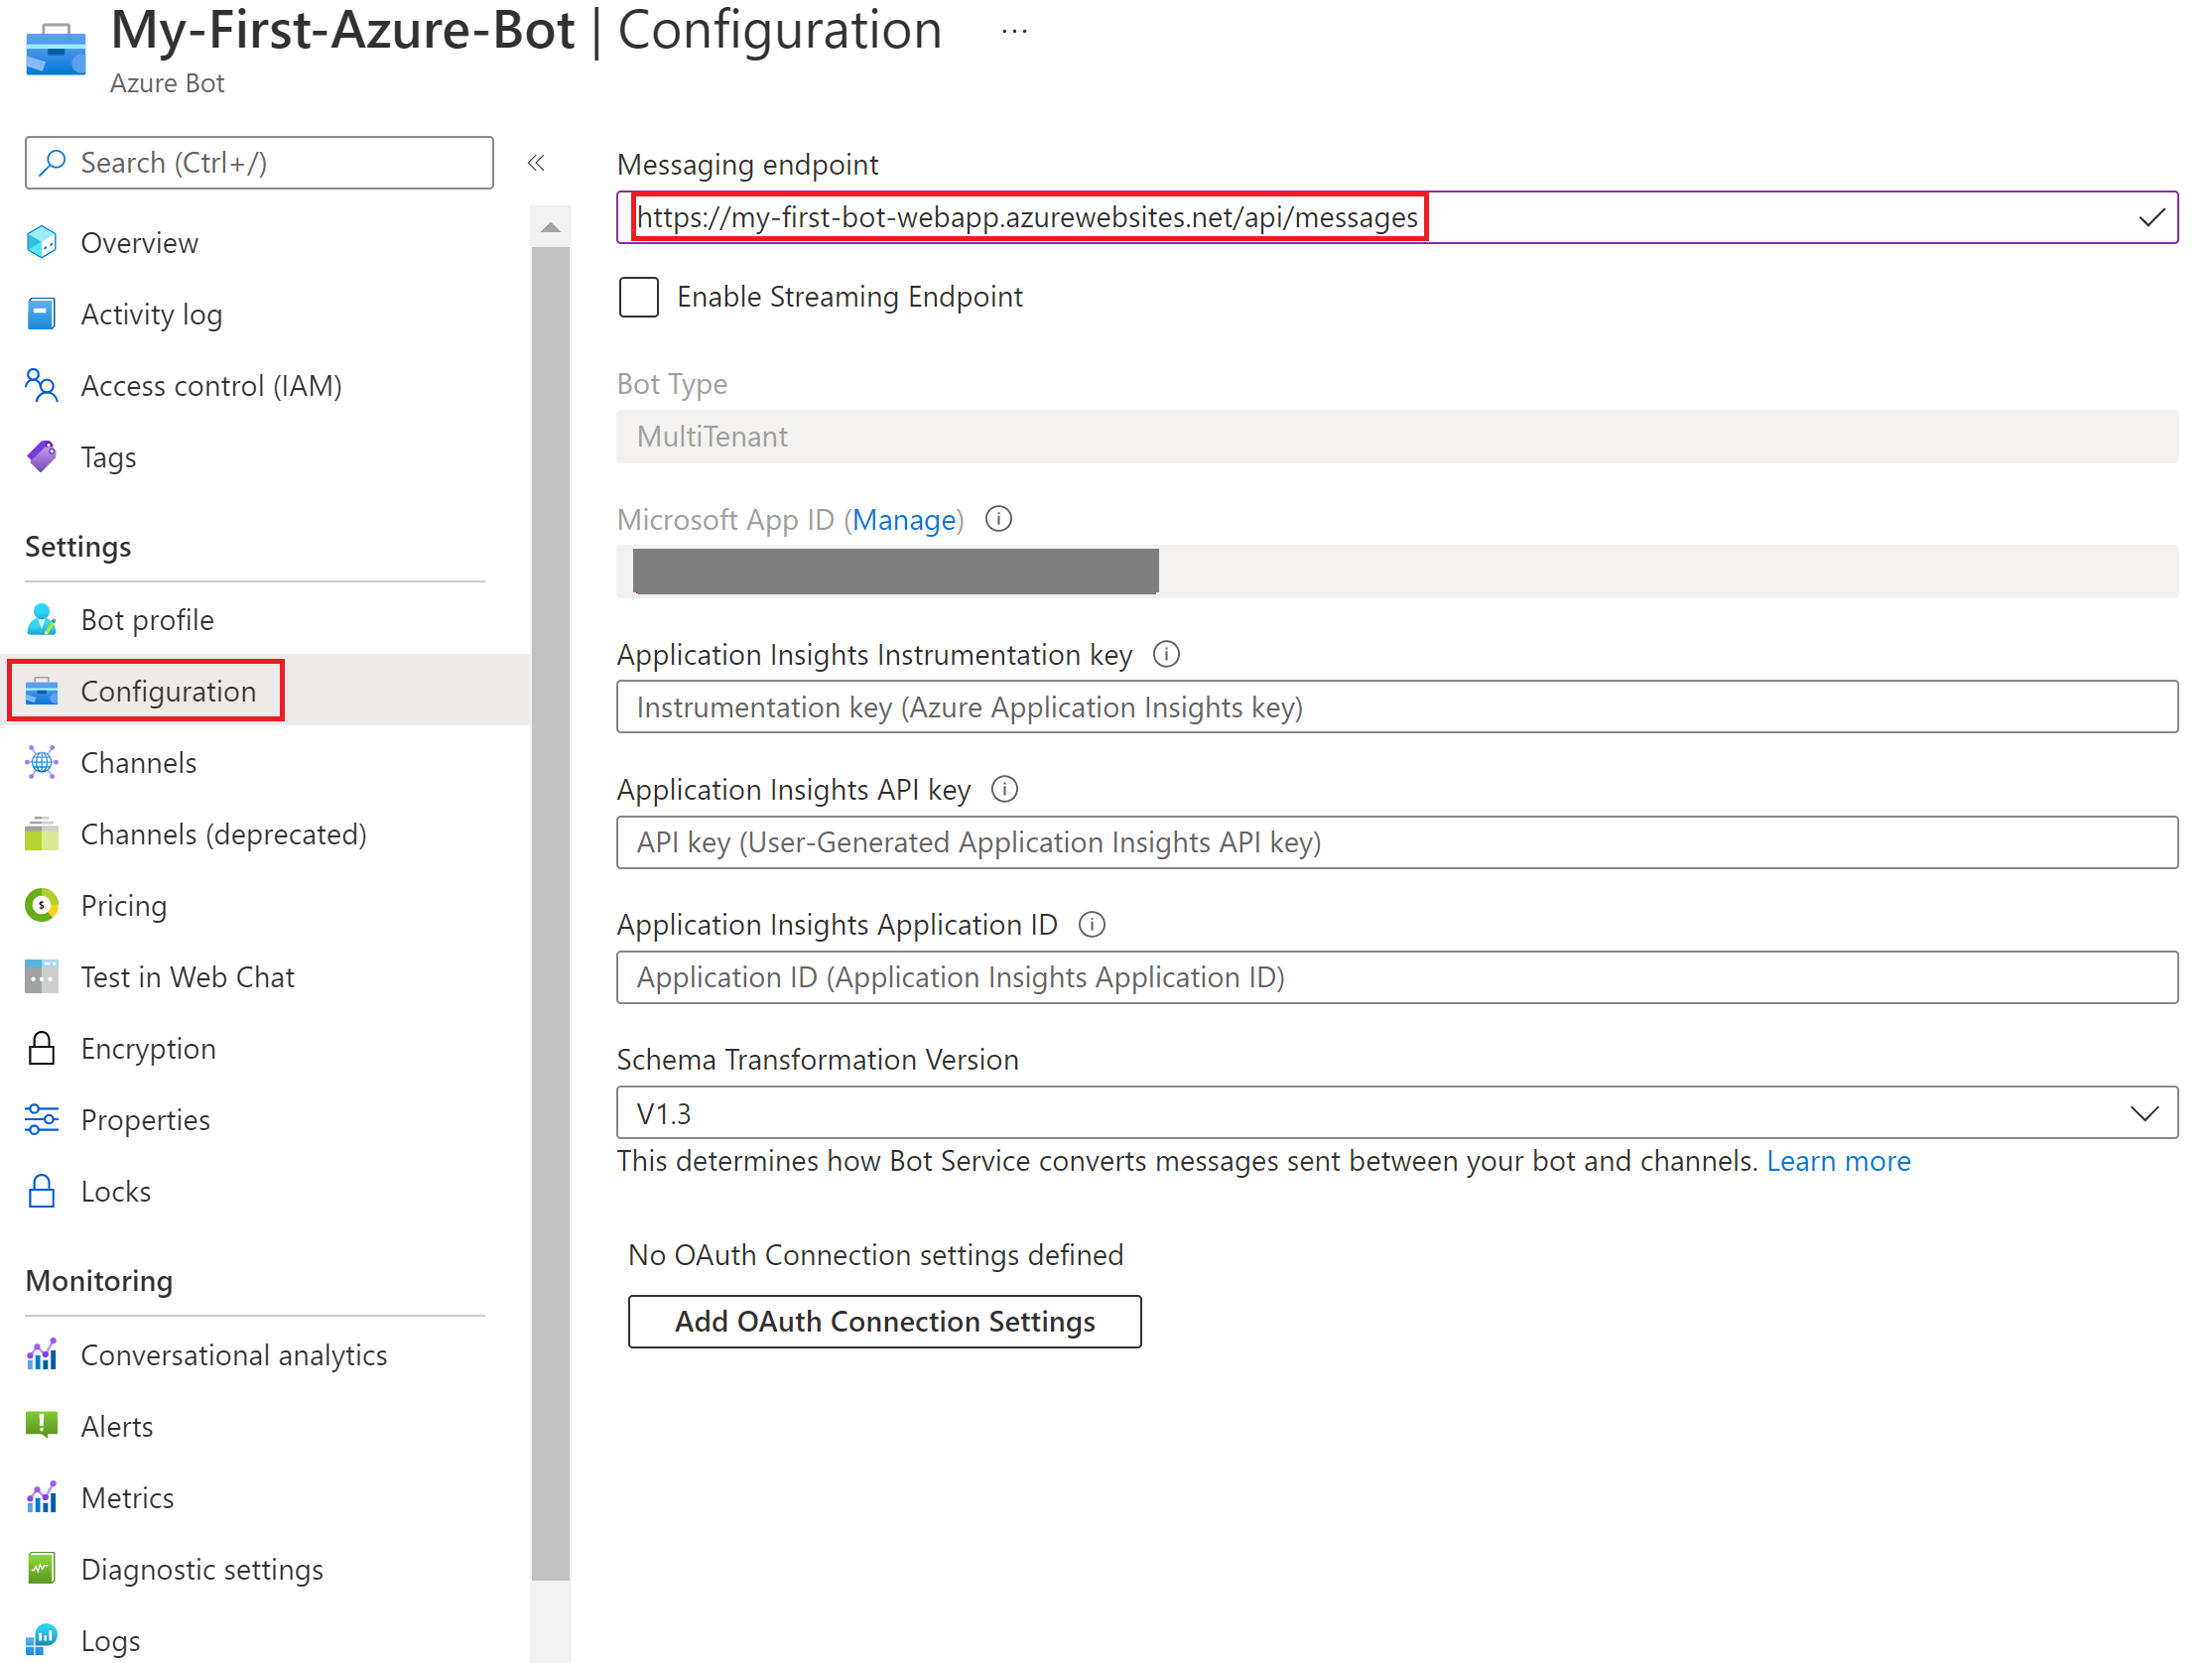 My-First-Azure-Bot | Configuration ...
Azure Bot
Search (Ctrl+/)
Overview
Activity log
Access control (IAM)
Tags
Settings
Bot profile
Configuration
Channels
Channels (deprecated)
Pricing
Test in Web Chat
Encryption
Properties
Locks
Monitoring
Conversational analytics
Alerts
Metrics
Diagnostic settings
Logs
Messaging endpoint
https://my-first-bot-webapp.azurewebsites.net/api/messages
Enable Streaming Endpoint
Bot Type
MultiTenant
Microsoft App ID (Manage)
Application Insights Instrumentation key
Instrumentation key (Azure Application Insights key)
Application Insights API key
API key (User-Generated Application Insights API key)
Application Insights Application ID
Application ID (Application Insights Application ID)
Schema Transformation Version
V1.3
This determines how Bot Service converts messages sent between your bot and channels. Learn more
No OAuth Connection settings defined
Add OAuth Connection Settings